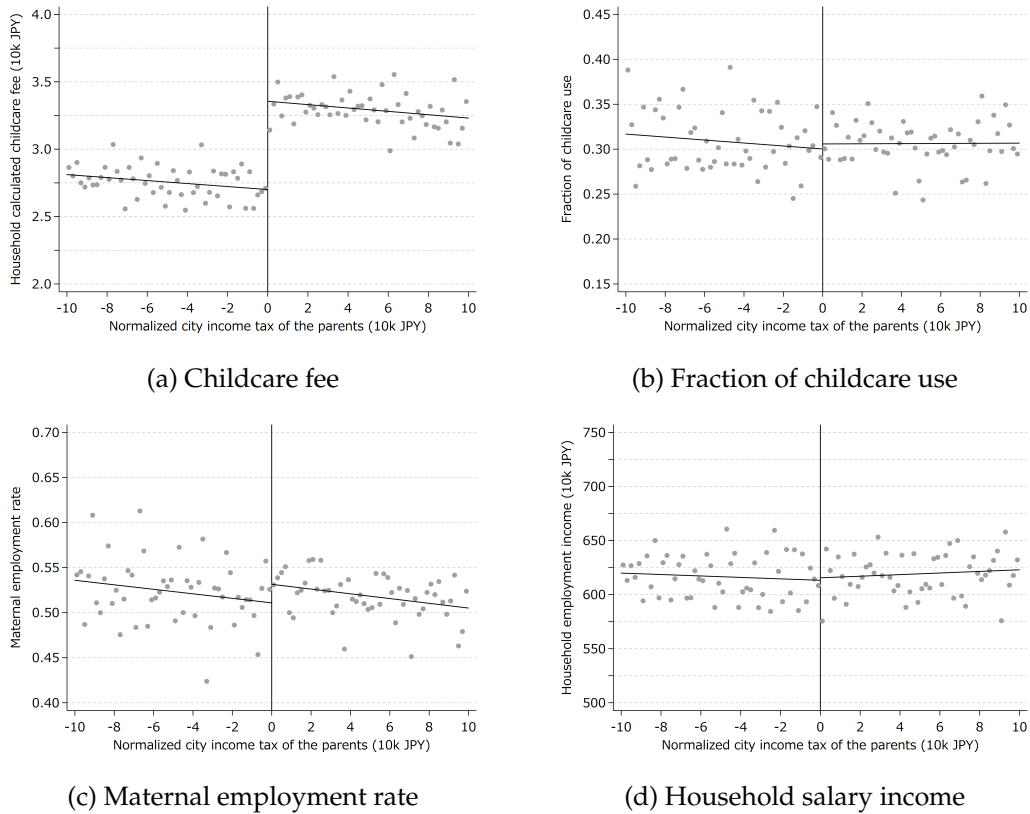 Household calculated childcare fee (10k JPY)
4.0
3.5
3.0
2.5
2.0
-10 -8 -6 -4 -2 0 2 4 6 8 10
Normalized city income tax of the parents (10k JPY)
(a) Childcare fee
Fraction of childcare use
0.45
0.40
0.35
0.30
0.25
0.20
0.15
-10 -8 -6 -4 -2 0 2 4 6 8 10
Normalized city income tax of the parents (10k JPY)
(b) Fraction of childcare use
Maternal employment rate
0.70
0.60
0.55
0.50
0.45
0.40
-10 -8 -6 -4 -2 0 2 4 6 8 10
Normalized city income tax of the parents (10k JPY)
(c) Maternal employment rate
Household employment income (10k JPY)
750
700
650
600
550
500
-10 -8 -6 -4 -2 0 2 4 6 8 10
Normalized city income tax of the parents (10k JPY)
(d) Household salary income